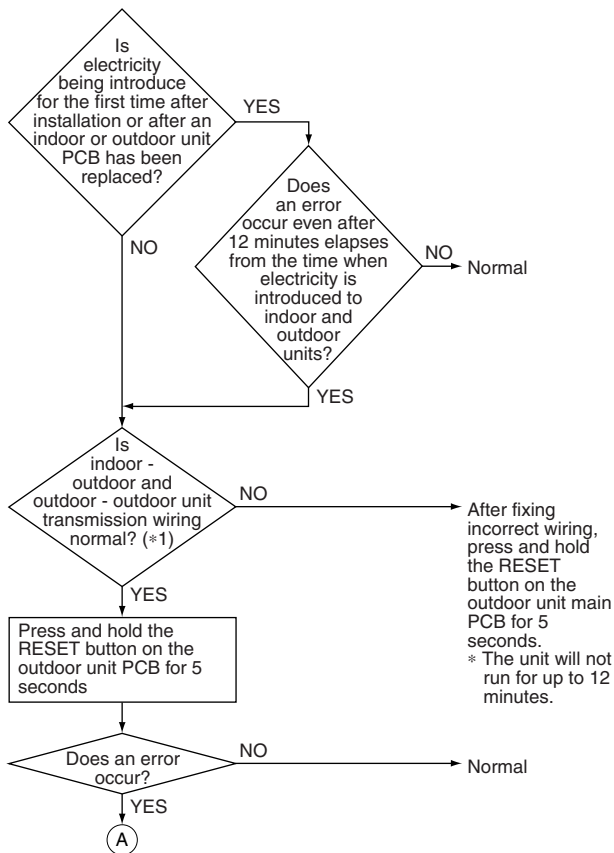 Is
electricity
being introduce
for the first time after
installation or after an
indoor or outdoor unit
PCB has been
replaced?
YES
NO
Does
an error
occur even after
12 minutes elapses
from the time when
electricity is
introduced to
indoor and
outdoor
units?
NO
Normal
YES
Is
indoor -
outdoor and
outdoor - outdoor unit
transmission wiring
normal? (*1)
NO
After fixing
incorrect wiring,
press and hold
the RESET
button on the
outdoor unit main
PCB for 5
seconds.
* The unit will not
run for up to 12
minutes.
YES
Press and hold the
RESET button on the
outdoor unit PCB for 5
seconds
Does an error
occur?
NO
Normal
YES
A